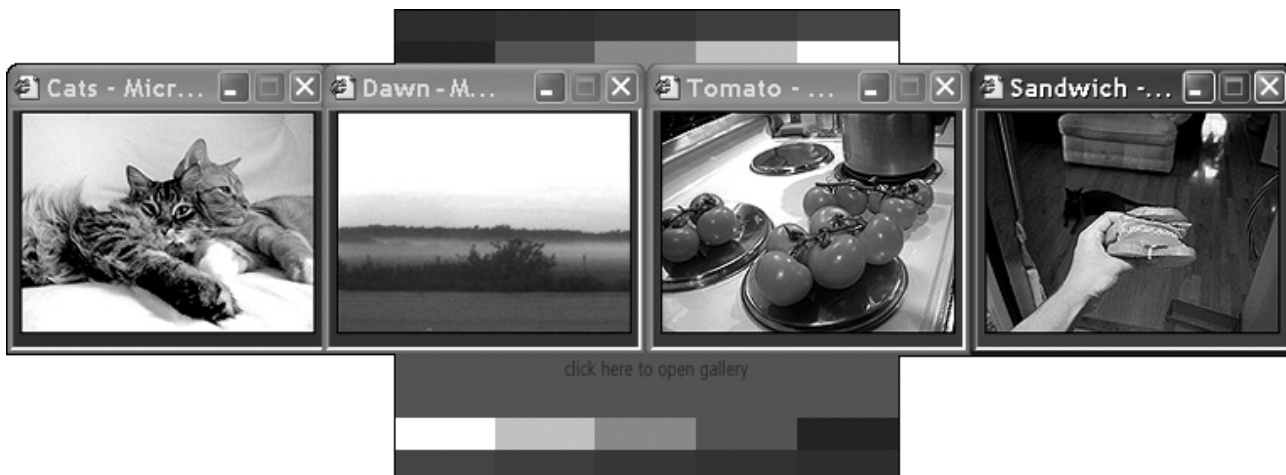 Cats - Micr...
Dawn - M...
Tomato - ...
Sandwich -...
click here to open gallery